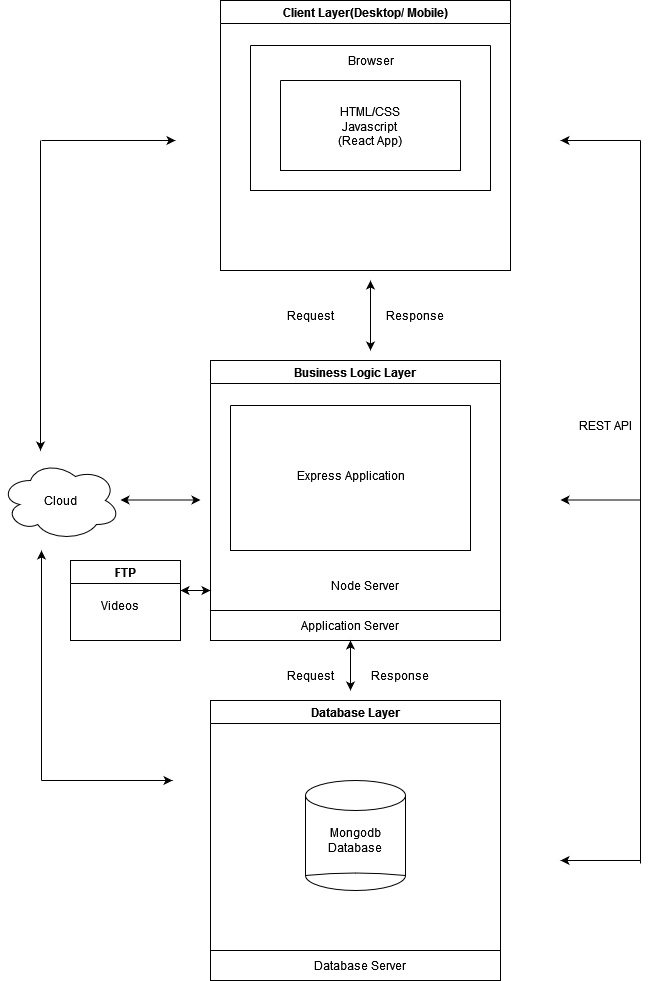 Client Layer(Desktop/ Mobile)
Browser
HTML/CSS
Javascript
(React App)
Request
Response
Business Logic Layer
REST API
Express Application
Cloud
FTP
Videos
Node Server
Application Server
Request
Response
Database Layer
Mongodb
Database
Database Server